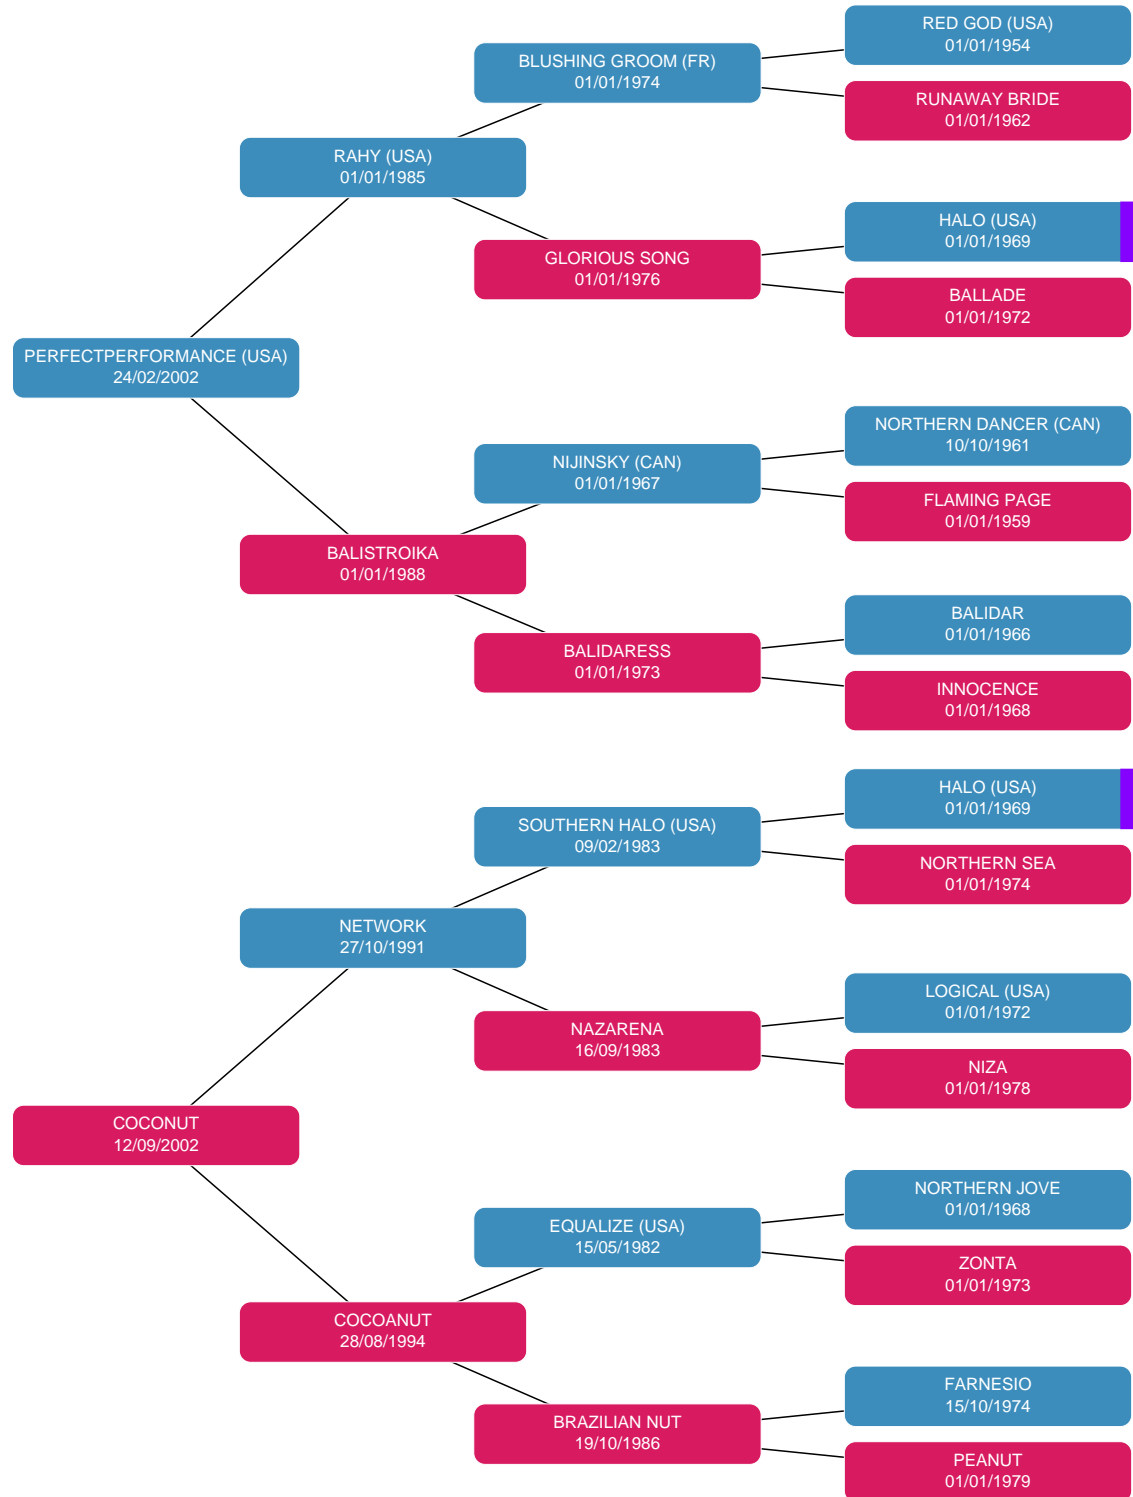 RED GOD (USA)
01/01/1954
BLUSHING GROOM (FR)
01/01/1974
RUNAWAY BRIDE
01/01/1962
RAHY (USA)
01/01/1985
HALO (USA)
01/01/1969
GLORIOUS SONG
01/01/1976
BALLADE
01/01/1972
PERFECTPERFORMANCE (USA)
24/02/2002
NORTHERN DANCER (CAN)
10/10/1961
NIJINSKY (CAN)
01/01/1967
FLAMING PAGE
01/01/1959
BALISTROIKA
01/01/1988
BALIDAR
01/01/1966
BALIDARESS
01/01/1973
INNOCENCE
01/01/1968
HALO (USA)
01/01/1969
SOUTHERN HALO (USA)
09/02/1983
NORTHERN SEA
01/01/1974
NETWORK
27/10/1991
LOGICAL (USA)
01/01/1972
NAZARENA
16/09/1983
NIZA
01/01/1978
COCONUT
12/09/2002
NORTHERN JOVE
01/01/1968
EQUALIZE (USA)
15/05/1982
ZONTA
01/01/1973
COCOANUT
28/08/1994
FARNESIO
15/10/1974
BRAZILIAN NUT
19/10/1986
PEANUT
01/01/1979